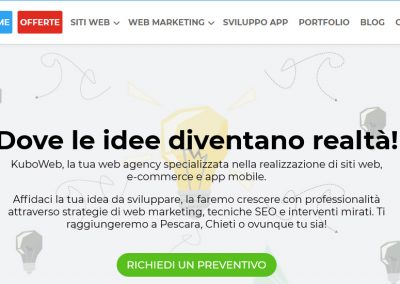 ME OFFERTE SITI WEB WEB MARKETING SVILUPPO APP PORTFOLIO BLOG
Dove le idee diventano realtà!
KuboWeb, la tua web agency specializzata nella realizzazione di siti web,
e-commerce e app mobile.
Affidaci la tua idea da sviluppare, la faremo crescere con professionalità
attraverso strategie di web marketing, tecniche SEO e interventi mirati. Ti
raggiungeremo a Pescara, Chieti o ovunque tu sia!
RICHIEDI UN PREVENTIVO